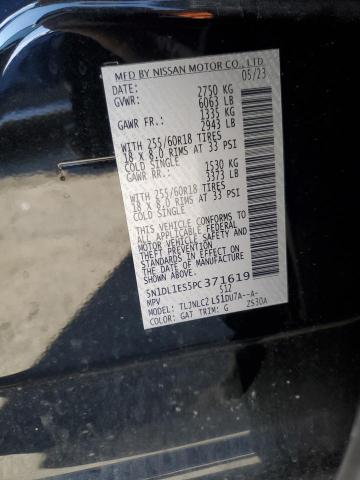 MFD BY NISSAN MOTOR CO., LTD
DATE: 05/23
GVWR: 2750 KG
6063 LB
GAWR FR.: 1335 KG
2943 LB
WITH 255/60R18 TIRES
18 X 8.0 RIMS AT 33 PSI
COLD SINGLE
GAWR RR.: 1530 KG
3373 LB
WITH 255/60R18 TIRES
18 X 8.0 RIMS AT 33 PSI
COLD SINGLE
THIS VEHICLE CONFORMS TO
ALL APPLICABLE FEDERAL
MOTOR VEHICLE SAFETY AND
THEFT PREVENTION STANDARDS
IN EFFECT ON THE DATE OF
MANUFACTURE SHOWN ABOVE.
5N1DL1ES5PC371619
MPV 512
MODEL: TLJNLC2 LS1DU7A--A-
COLOR: GAT TRIM: G ZS30A